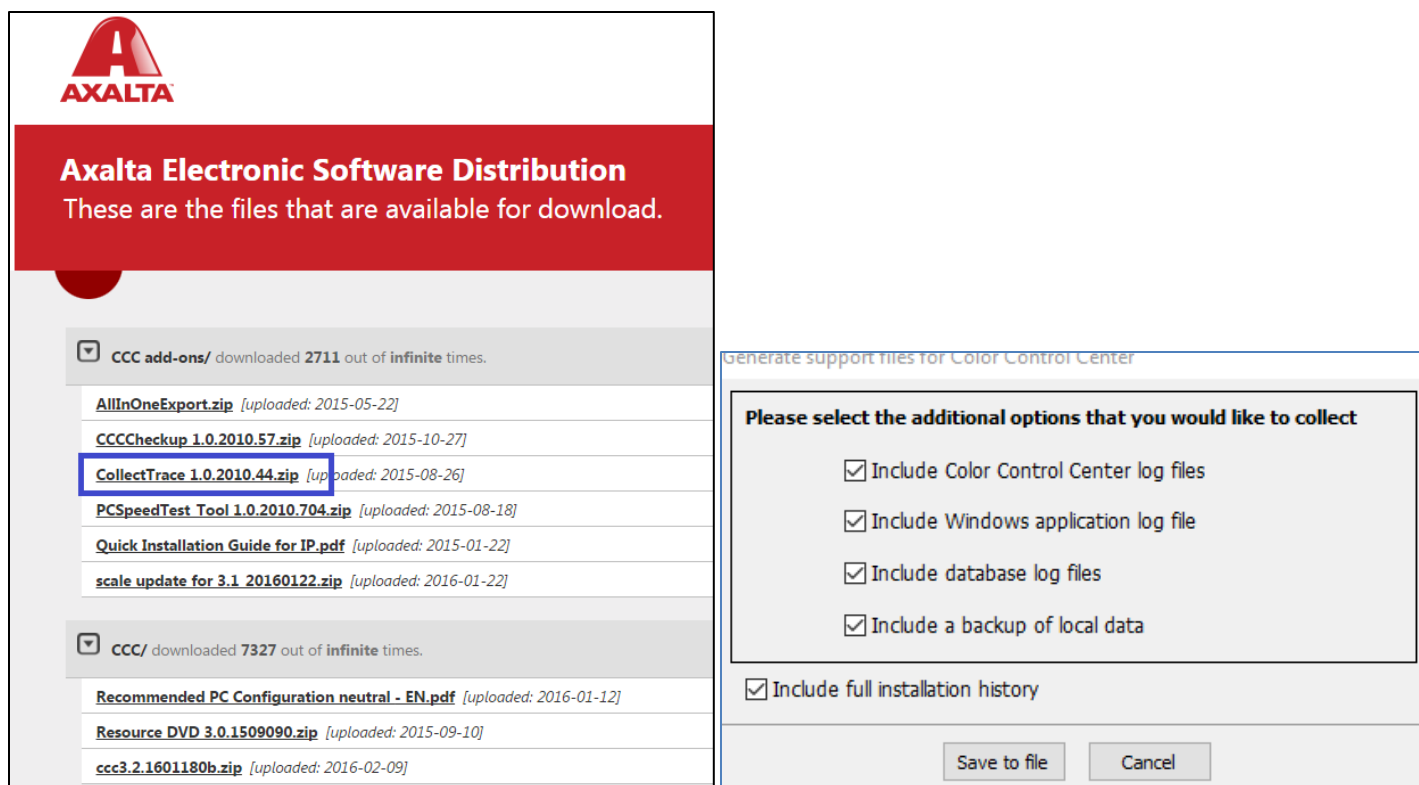 AXALTA
Axalta Electronic Software Distribution
These are the files that are available for download.
CCC add-ons/ downloaded 2711 out of infinite times.
AllInOneExport.zip [uploaded: 2015-05-22]
CCCCheckup 1.0.2010.57.zip [uploaded: 2015-10-27]
CollectTrace 1.0.2010.44.zip [uploaded: 2015-08-26]
PCSpeedTest Tool 1.0.2010.704.zip [uploaded: 2015-08-18]
Quick Installation Guide for IP.pdf [uploaded: 2015-01-22]
scale update for 3.1 20160122.zip [uploaded: 2016-01-22]
CCC/ downloaded 7327 out of infinite times.
Recommended PC Configuration neutral - EN.pdf [uploaded: 2016-01-12]
Resource DVD 3.0.1509090.zip [uploaded: 2015-09-10]
ccc3.2.1601180b.zip [uploaded: 2016-02-09]
Generate support files for Color Control Center
Please select the additional options that you would like to collect
Include Color Control Center log files
Include Windows application log file
Include database log files
Include a backup of local data
Include full installation history
Save to file
Cancel